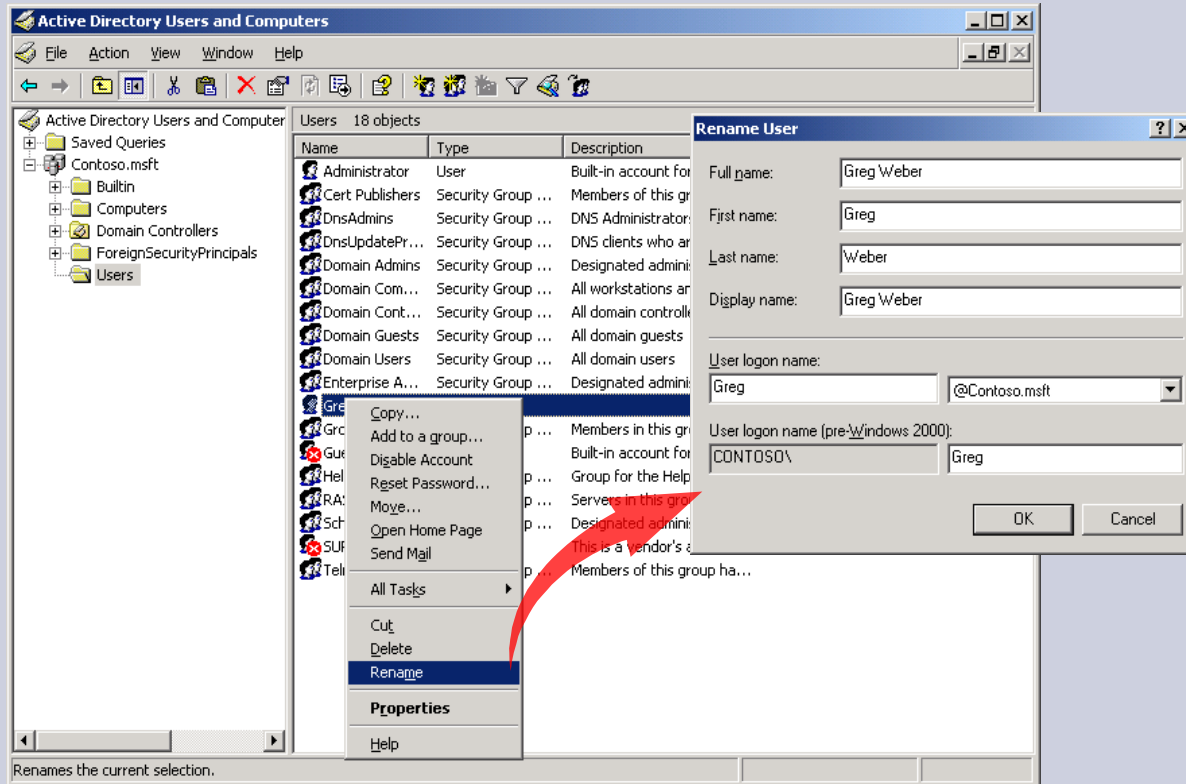 Active Directory Users and Computers
File Action View Window Help
Active Directory Users and Computer
Saved Queries
Contoso.msft
Builtin
Computers
Domain Controllers
ForeignSecurityPrincipals
Users
Users 18 objects
Name Type Description
Administrator User Built-in account for
Cert Publishers Security Group ... Members of this gr
DnsAdmins Security Group ... DNS Administrator
DnsUpdatePr... Security Group ... DNS clients who ar
Domain Admins Security Group ... Designated admini
Domain Com... Security Group ... All workstations an
Domain Cont... Security Group ... All domain controll
Domain Guests Security Group ... All domain guests
Domain Users Security Group ... All domain users
Enterprise A... Security Group ... Designated admini
Gre
Gro p ... Members in this gr
Gue Built-in account for
Hel p ... Group for the Help
RAS p ... Servers in this gro
Sch p ... Designated admini
SUP This is a vendor's a
Teln p ... Members of this group ha...
Copy...
Add to a group...
Disable Account
Reset Password...
Move...
Open Home Page
Send Mail
All Tasks
Cut
Delete
Rename
Properties
Help
Rename User
Full name: Greg Weber
First name: Greg
Last name: Weber
Display name: Greg Weber
User logon name:
Greg @Contoso.msft
User logon name (pre-Windows 2000):
CONTOSO\ Greg
OK Cancel
Renames the current selection.